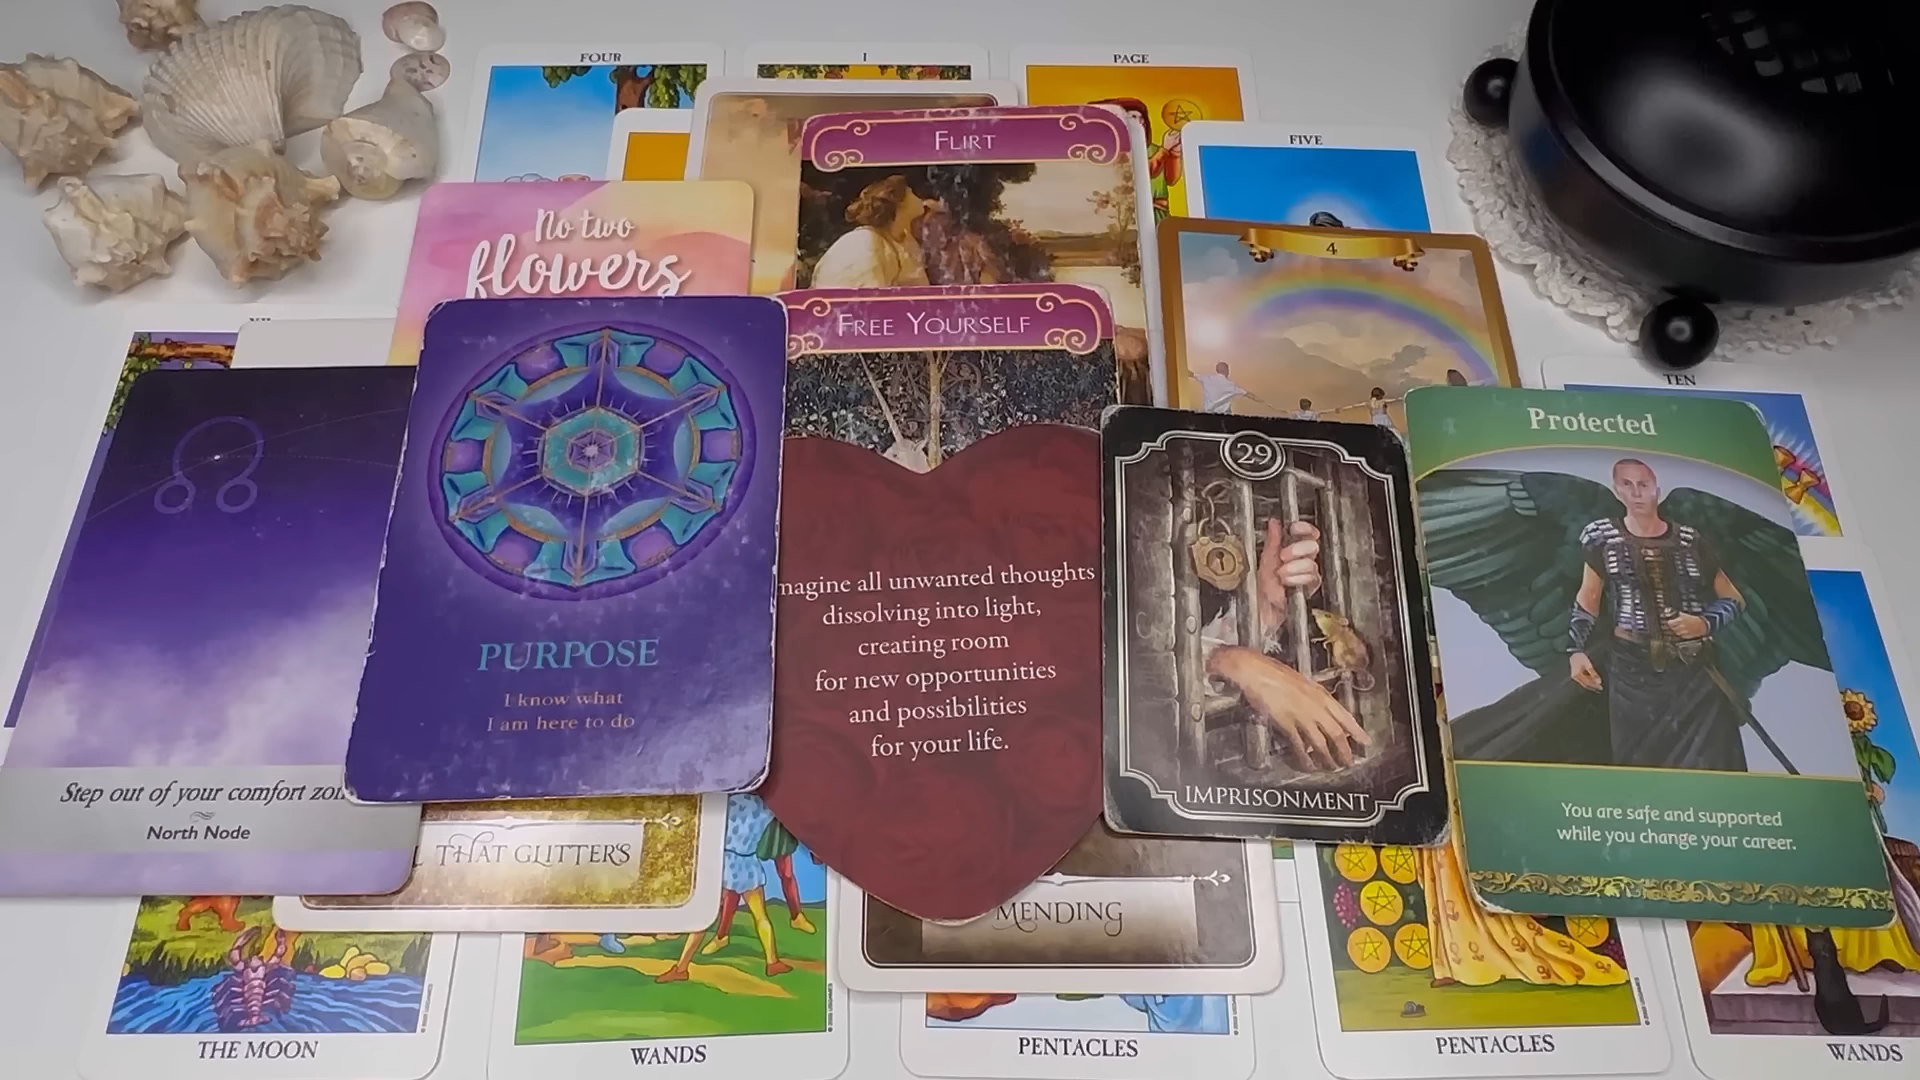 FOUR
I
PAGE
FLIRT
FIVE
No two
flowers
4
FREE YOURSELF
TEN
Protected
29
magine all unwanted thoughts
dissolving into light,
creating room
for new opportunities
and possibilities
for your life.
PURPOSE
I know what
I am here to do
Step out of your comfort
North Node
IMPRISONMENT
You are safe and supported
while you change your career.
THAT GLITTERS
MENDING
THE MOON
WANDS
PENTACLES
PENTACLES
WANDS